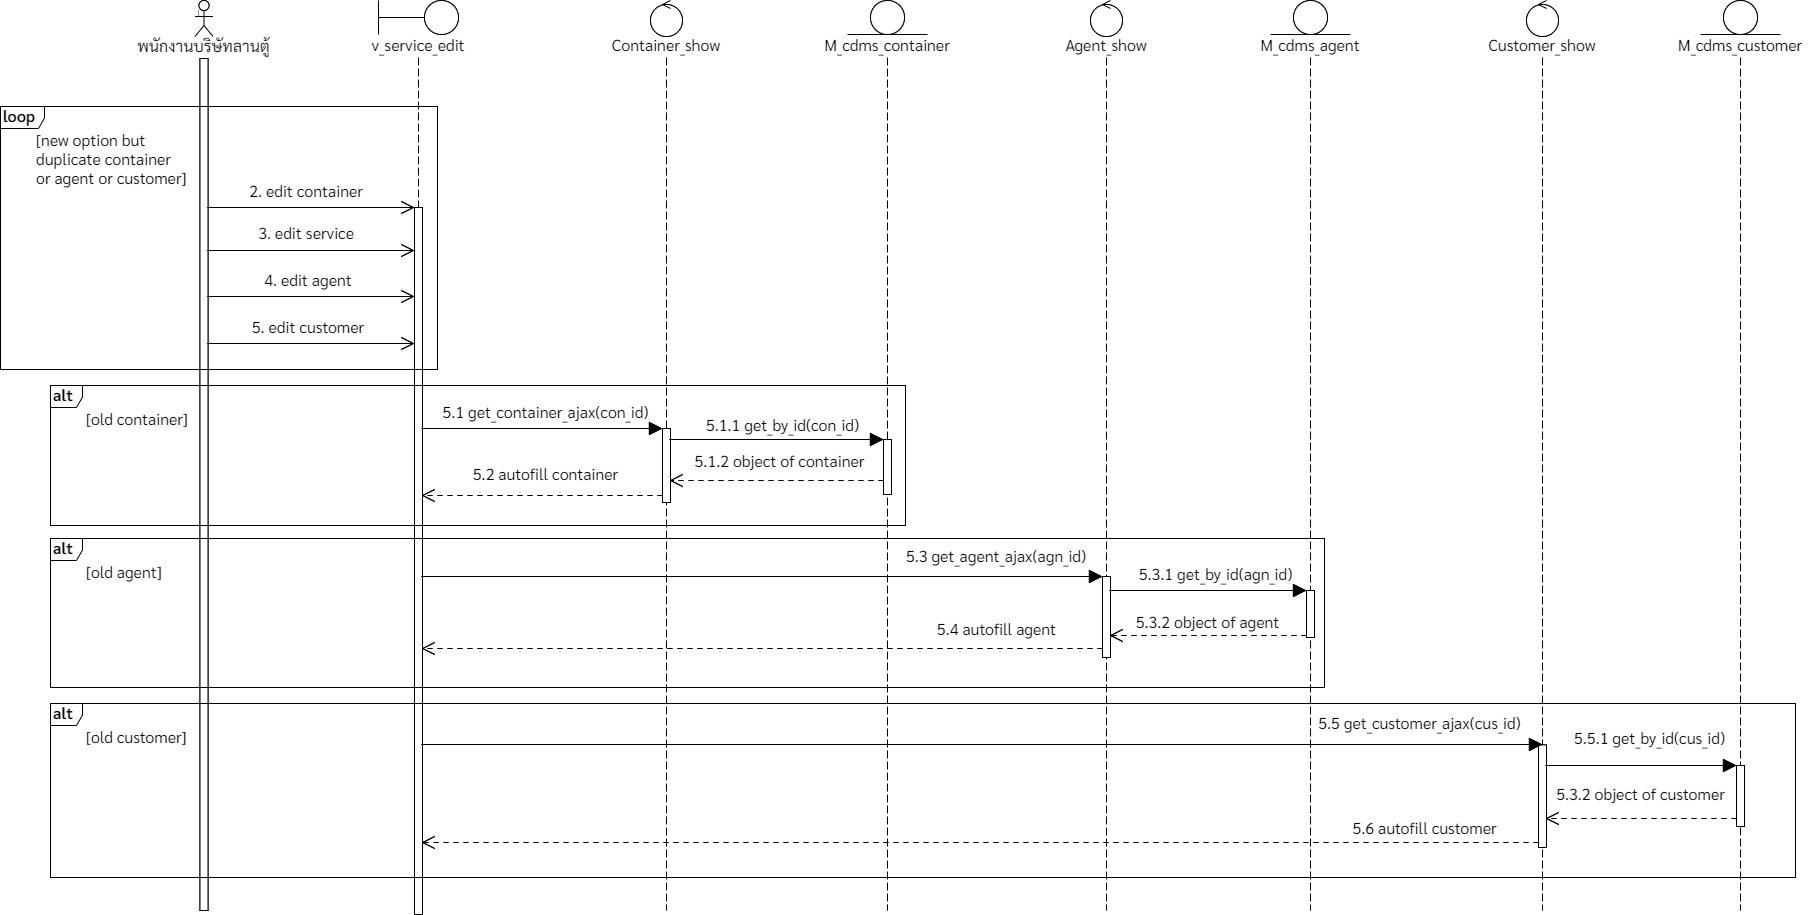 พนักงานบริษัทลานตู้
v_service_edit
Container_show
M_cdms_container
Agent_show
M_cdms_agent
Customer_show
M_cdms_customer
loop
[new option but
duplicate container
or agent or customer]
2. edit container
3. edit service
4. edit agent
5. edit customer
alt
[old container]
5.1 get_container_ajax(con_id)
5.1.1 get_by_id(con_id)
5.1.2 object of container
5.2 autofill container
alt
[old agent]
5.3 get_agent_ajax(agn_id)
5.3.1 get_by_id(agn_id)
5.3.2 object of agent
5.4 autofill agent
alt
[old customer]
5.5 get_customer_ajax(cus_id)
5.5.1 get_by_id(cus_id)
5.3.2 object of customer
5.6 autofill customer